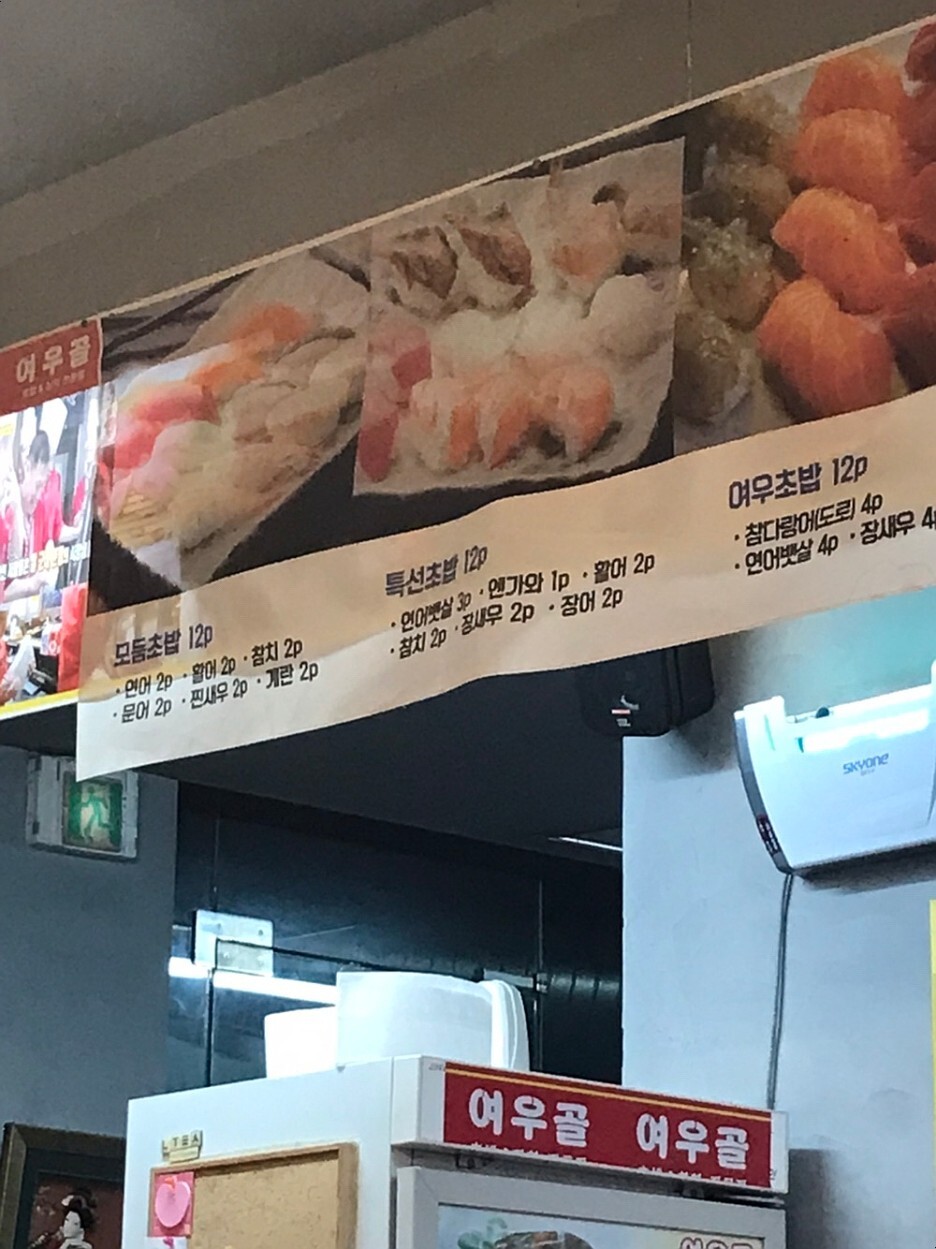 여우골
모둠초밥 12p
· 연어 2p · 활어 2p · 참치 2p
· 문어 2p · 찐새우 2p · 계란 2p
특선초밥 12p
· 연어뱃살 3p · 엔가와 1p · 활어 2p
· 참치 2p · 장새우 2p · 장어 2p
여우초밥 12p
· 참다랑어(도로) 4p
· 연어뱃살 4p · 장새우 4p
SKYONE
여우골 여우골